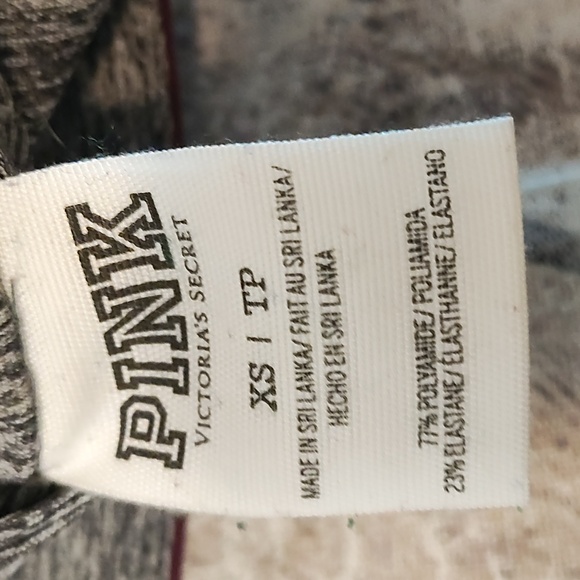 PINK
VICTORIA'S SECRET
XS | TP
MADE IN SRI LANKA/ FAIT AU SRI LANKA/
HECHO EN SRI LANKA
77% POLYAMIDE/ POLIAMIDA
23% ELASTANE/ ÉLASTHANNE/ ELASTANO